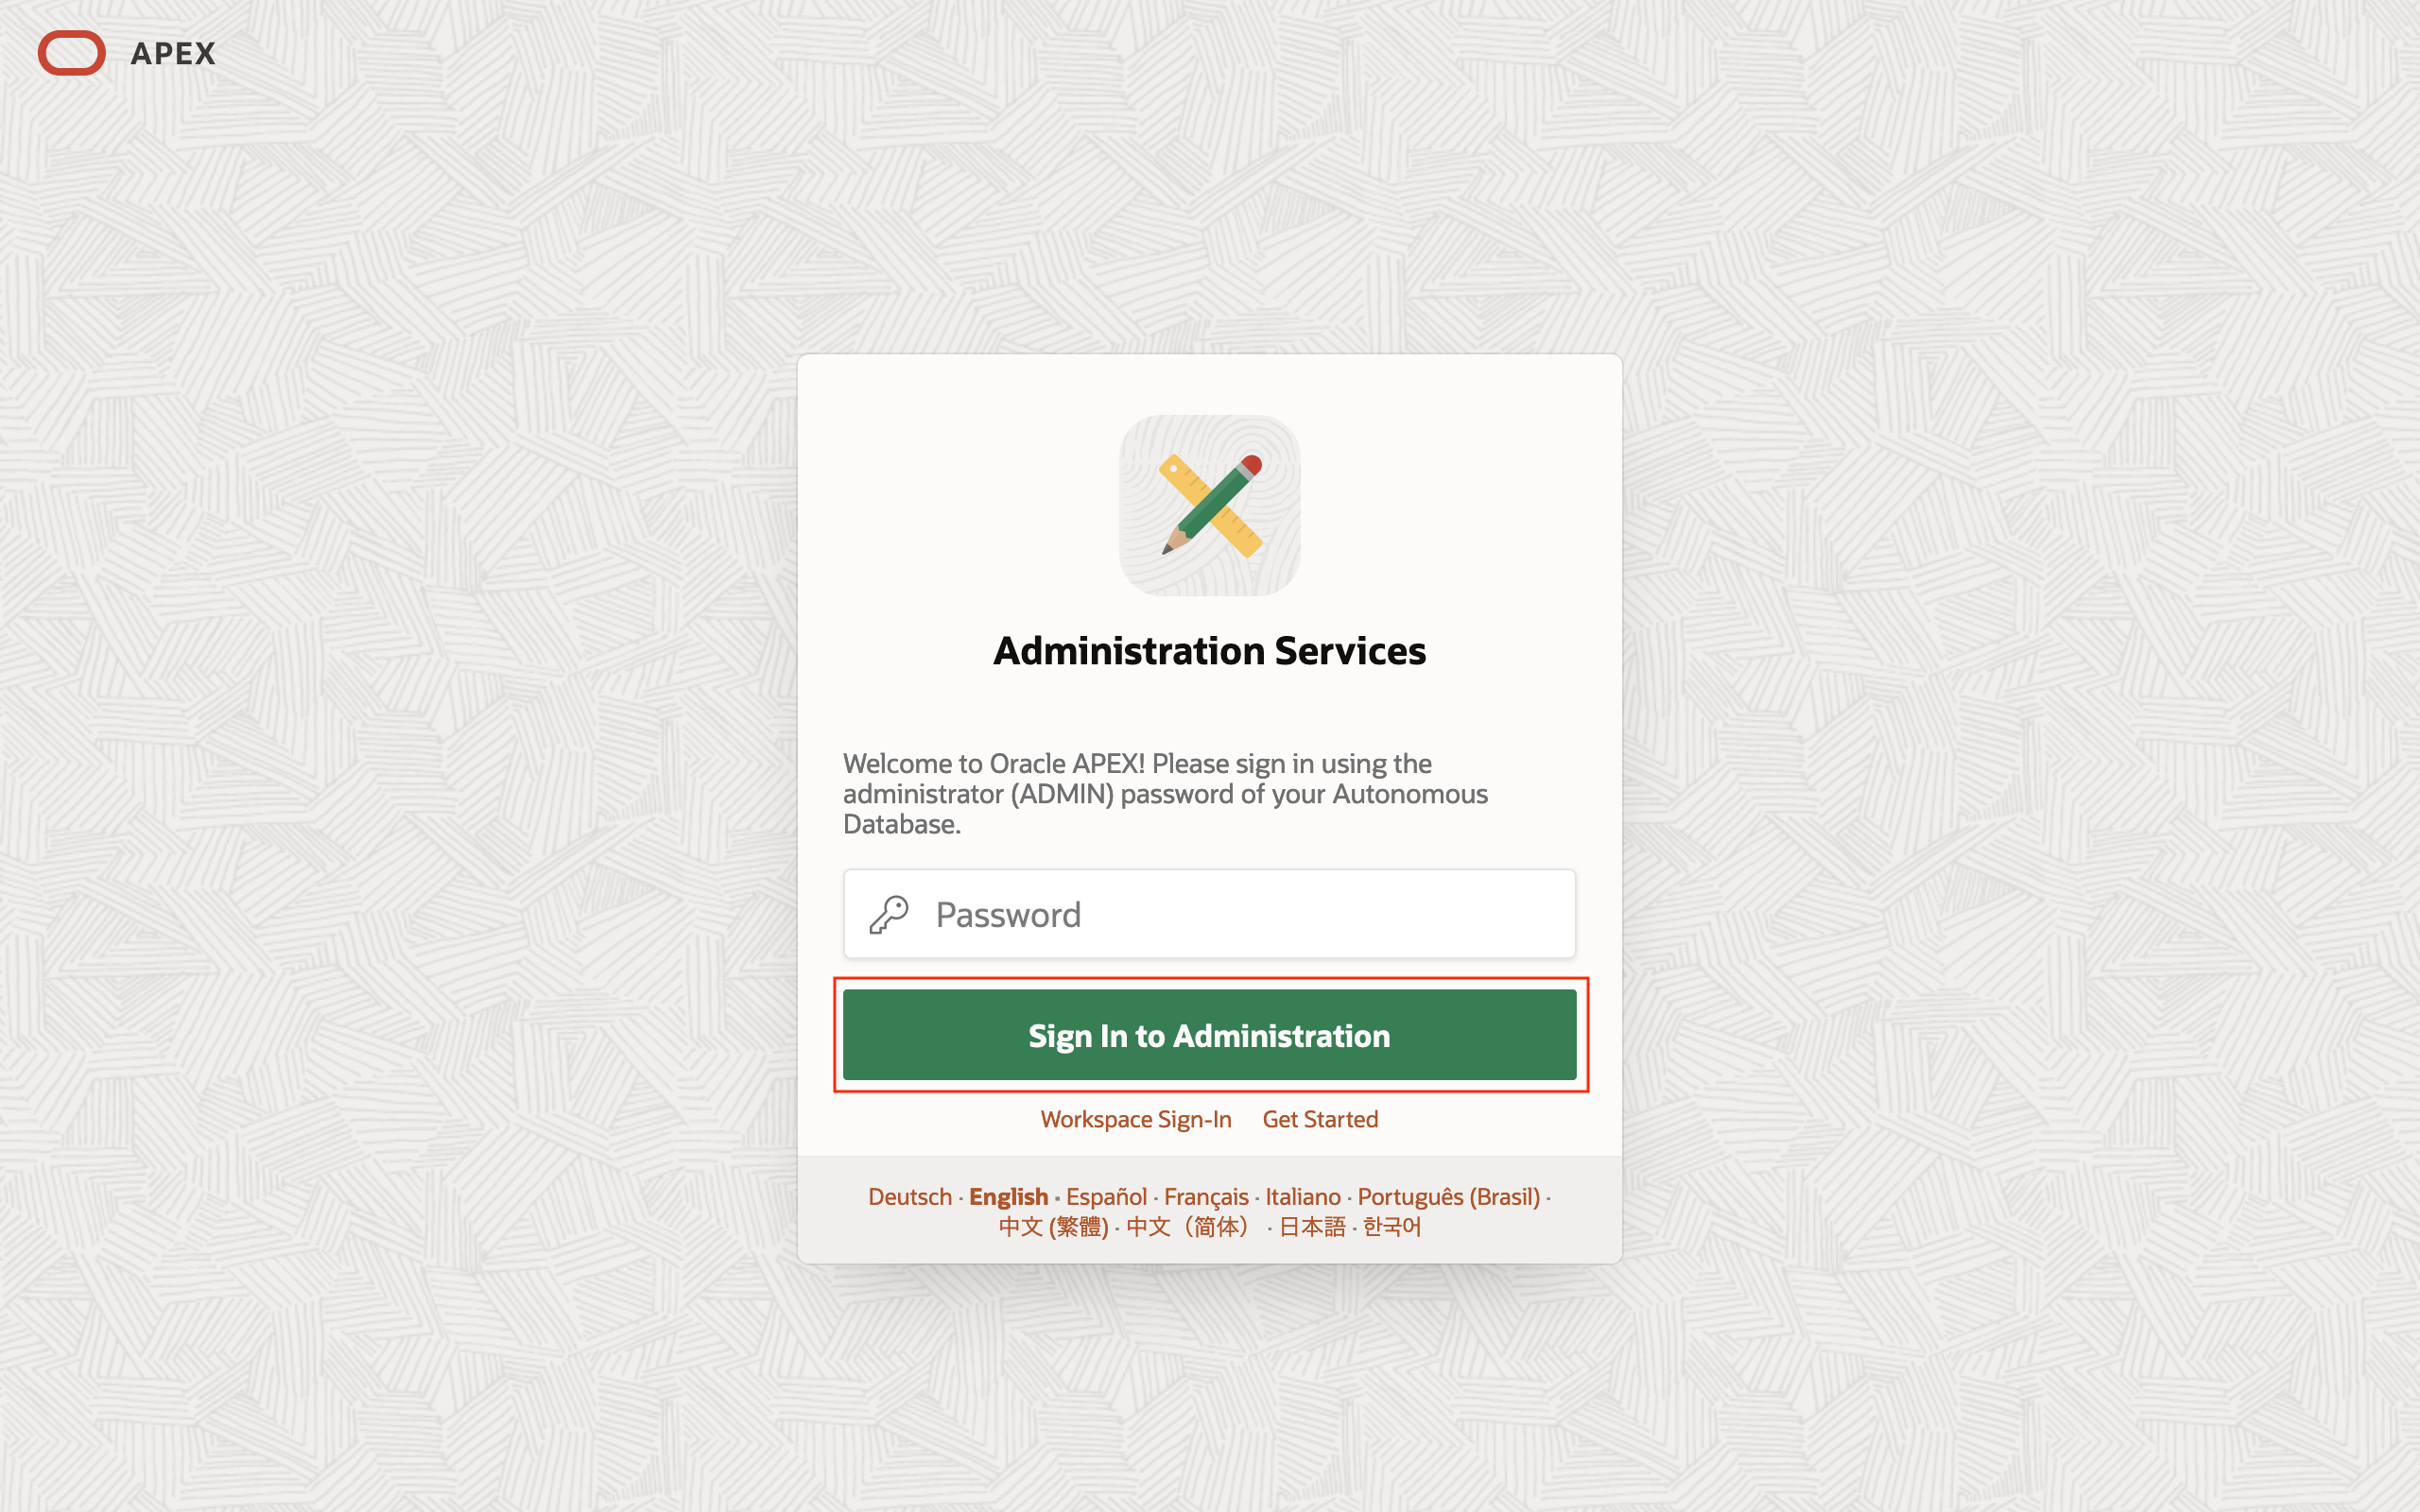 APEX
Administration Services
Welcome to Oracle APEX! Please sign in using the
administrator (ADMIN) password of your Autonomous
Database.
Password
Sign In to Administration
Workspace Sign-In Get Started
Deutsch · English · Español · Français · Italiano · Português (Brasil) ·
中文 (繁體) · 中文（简体） · 日本語 · 한국어